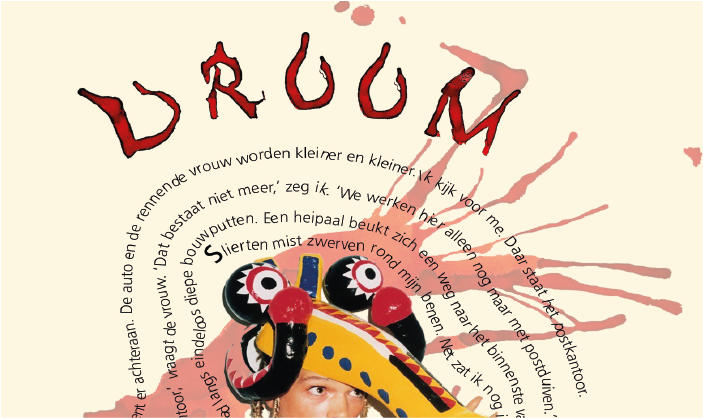 DROOM
Slierten mist zwerven rond mijn benen. Net zat ik nog
langs eindeloos diepe bouwputten. Een heipaal beukt zich een weg naar het binnenste
vraagt de vrouw. ‘Dat bestaat niet meer,’ zeg ik. ‘We werken hier alleen nog maar met postduiven.
er achteraan. De auto en de rennende vrouw worden kleiner en kleiner. Ik kijk voor me. Daar staat het postkantoor.